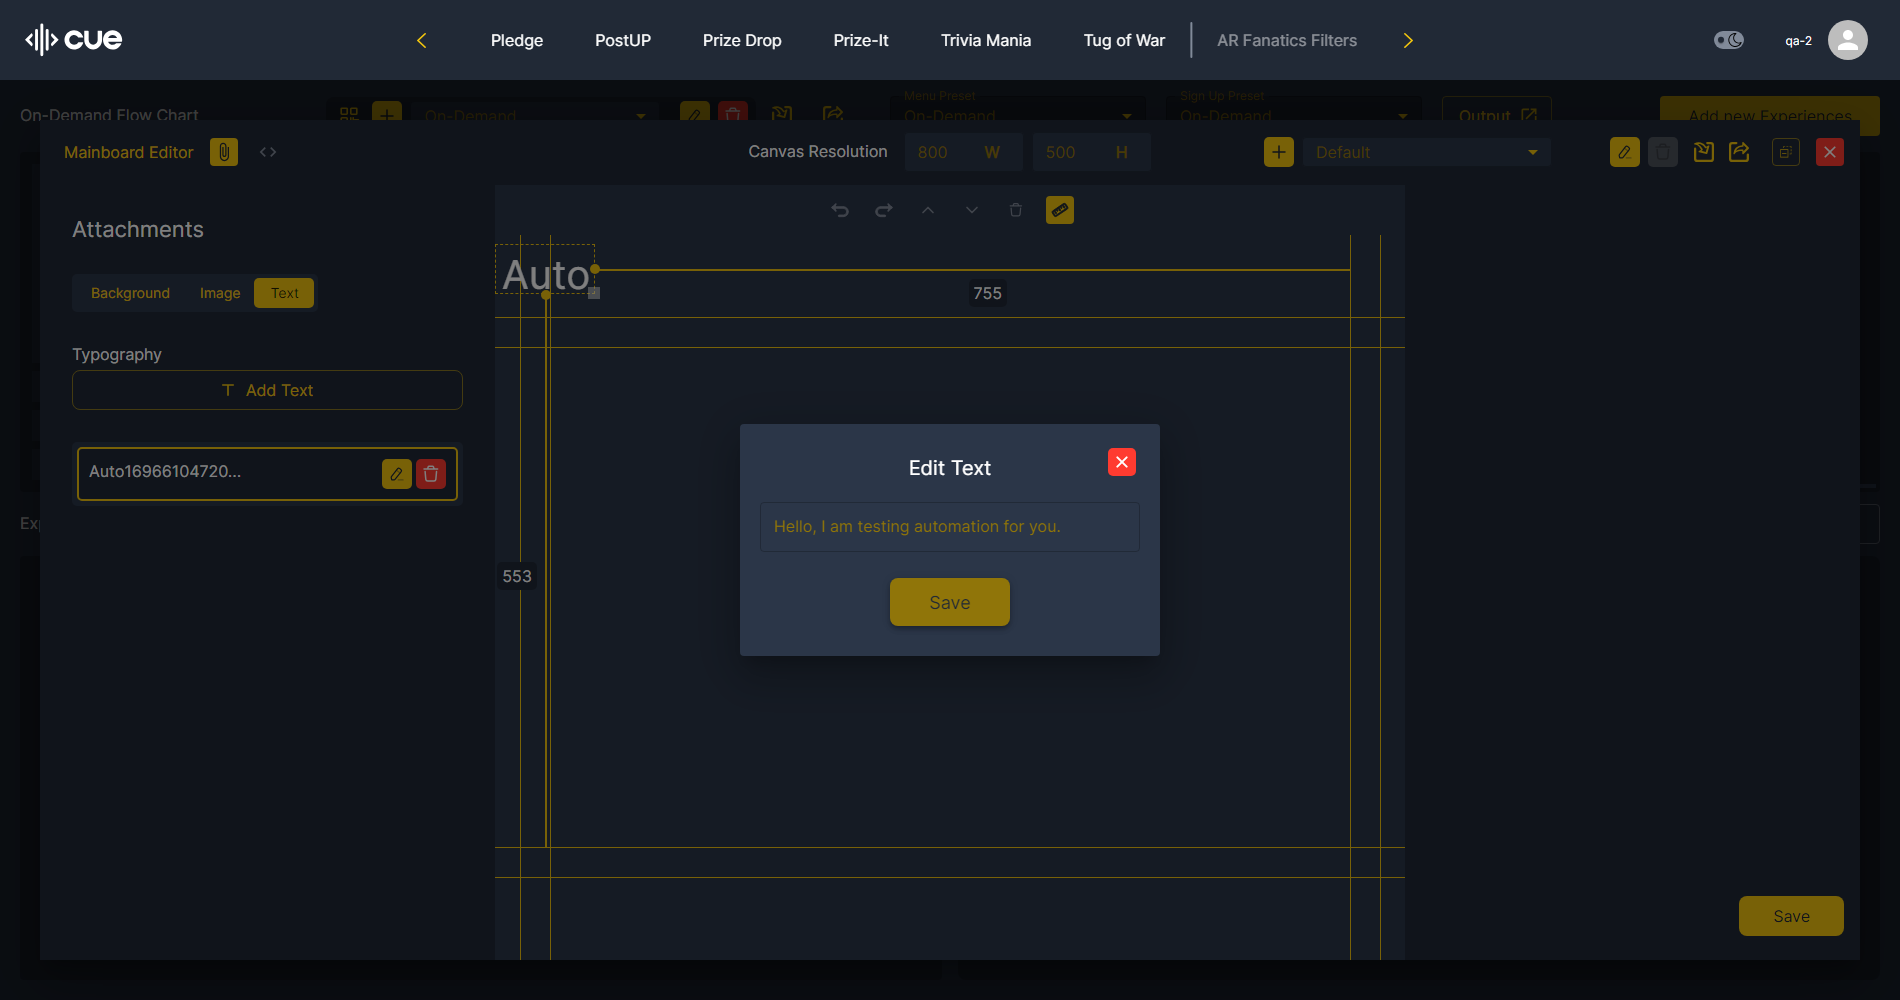 cue
Pledge
PostUP
Prize Drop
Prize-It
Trivia Mania
Tug of War
AR Fanatics Filters
qa-2
On-Demand Flow Chart
On-Demand
Menu Preset
On-Demand
Sign Up Preset
On-Demand
Output
Add new Experiences
Mainboard Editor
Canvas Resolution
800 W
500 H
Default
Attachments
Background
Image
Text
Auto
755
Typography
T Add Text
Auto16966104720...
Edit Text
Hello, I am testing automation for you.
553
Save
Save